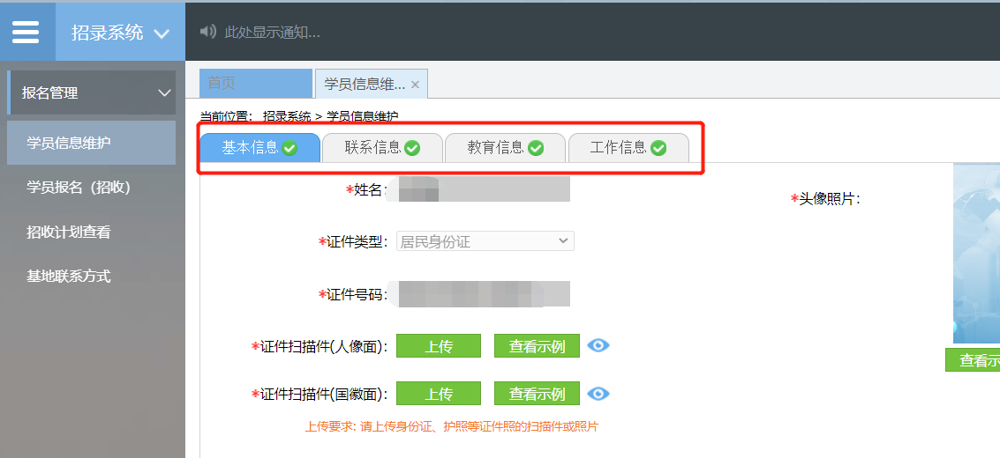 招录系统
此处显示通知...
报名管理
学员信息维护
学员报名（招收）
招收计划查看
基地联系方式
首页
学员信息维... ×
当前位置： 招录系统 > 学员信息维护
基本信息 联系信息 教育信息 工作信息
*姓名:
*头像照片：
*证件类型： 居民身份证
*证件号码:
*证件扫描件(人像面)： 上传 查看示例
查看示
*证件扫描件(国徽面)： 上传 查看示例
上传要求: 请上传身份证、护照等证件照的扫描件或照片